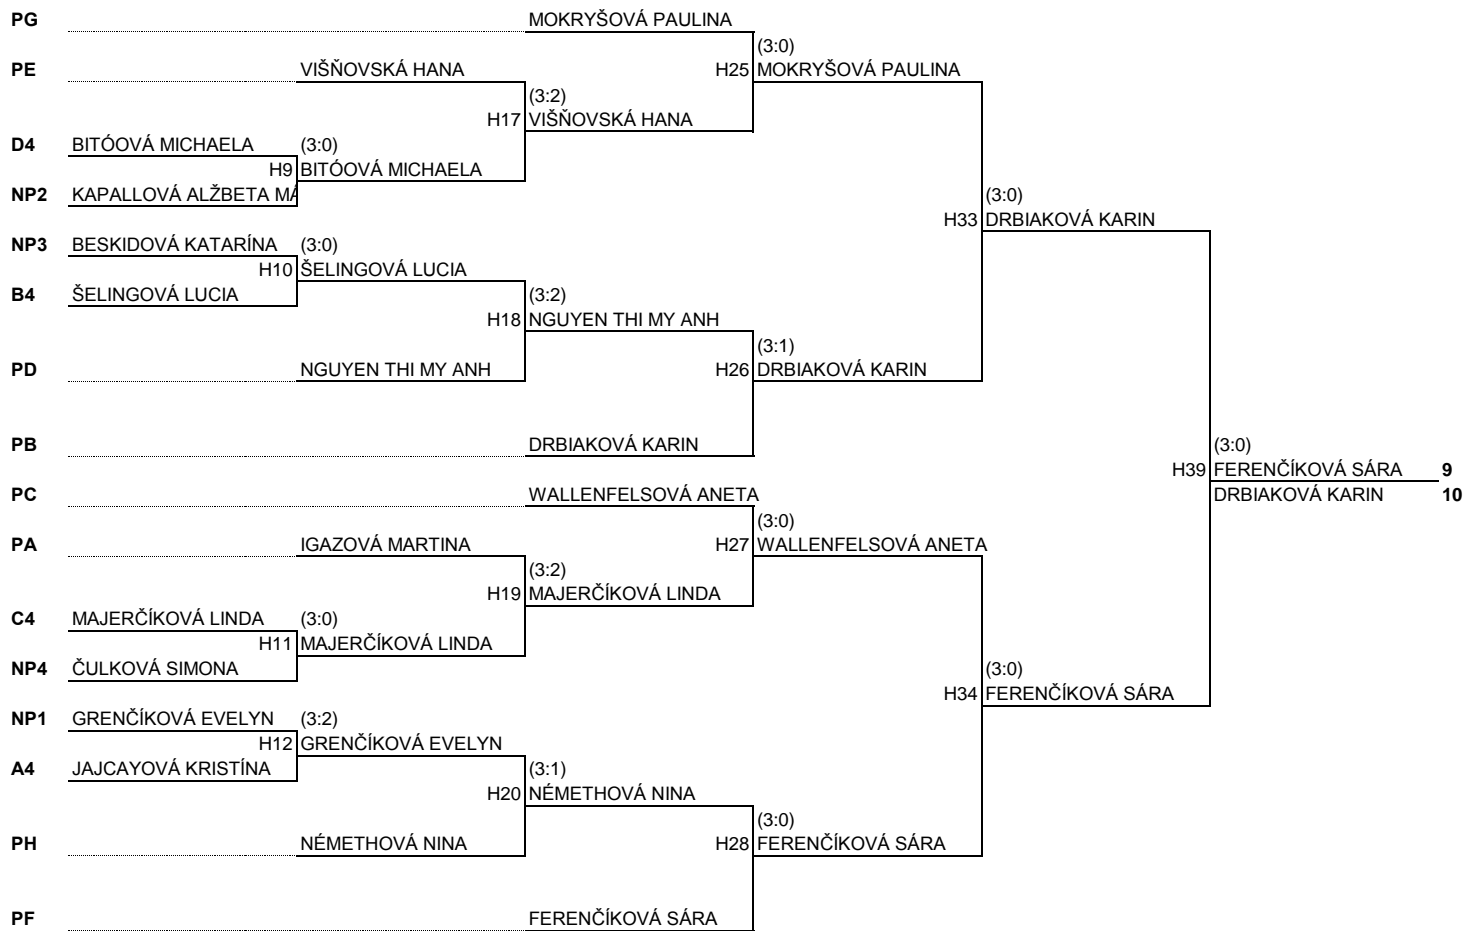 PG MOKRYŠOVÁ PAULINA
(3:0)
PE VIŠŇOVSKÁ HANA H25 MOKRYŠOVÁ PAULINA
(3:2)
H17 VIŠŇOVSKÁ HANA
D4 BITÓOVÁ MICHAELA (3:0)
H9 BITÓOVÁ MICHAELA
NP2 KAPALLOVÁ ALŽBETA MÁ (3:0)
H33 DRBIAKOVÁ KARIN
NP3 BESKIDOVÁ KATARÍNA (3:0)
H10 ŠELINGOVÁ LUCIA
B4 ŠELINGOVÁ LUCIA (3:2)
H18 NGUYEN THI MY ANH
(3:1)
PD NGUYEN THI MY ANH H26 DRBIAKOVÁ KARIN
PB DRBIAKOVÁ KARIN (3:0)
H39 FERENČÍKOVÁ SÁRA 9
PC WALLENFELSOVÁ ANETA DRBIAKOVÁ KARIN 10
(3:0)
PA IGAZOVÁ MARTINA H27 WALLENFELSOVÁ ANETA
(3:2)
H19 MAJERČÍKOVÁ LINDA
C4 MAJERČÍKOVÁ LINDA (3:0)
H11 MAJERČÍKOVÁ LINDA
NP4 ČULKOVÁ SIMONA (3:0)
H34 FERENČÍKOVÁ SÁRA
NP1 GRENČÍKOVÁ EVELYN (3:2)
H12 GRENČÍKOVÁ EVELYN
A4 JAJCAYOVÁ KRISTÍNA (3:1)
H20 NÉMETHOVÁ NINA
(3:0)
PH NÉMETHOVÁ NINA H28 FERENČÍKOVÁ SÁRA
PF FERENČÍKOVÁ SÁRA